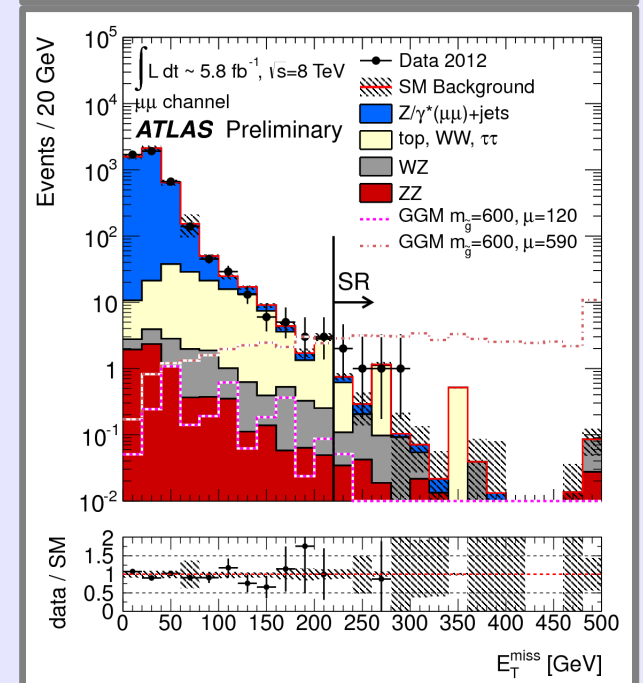 Events / 20 GeV
10⁵
10⁴
10³
10²
10
1
10⁻¹
10⁻²
∫ L dt ~ 5.8 fb⁻¹, √s=8 TeV
μμ channel
ATLAS Preliminary
Data 2012
SM Background
Z/γ*(μμ)+jets
top, WW, ττ
WZ
ZZ
GGM m_g̃=600, μ=120
GGM m_g̃=600, μ=590
SR
data / SM
2
1.5
1
0.5
0
0 50 100 150 200 250 300 350 400 450 500
E_T^miss [GeV]